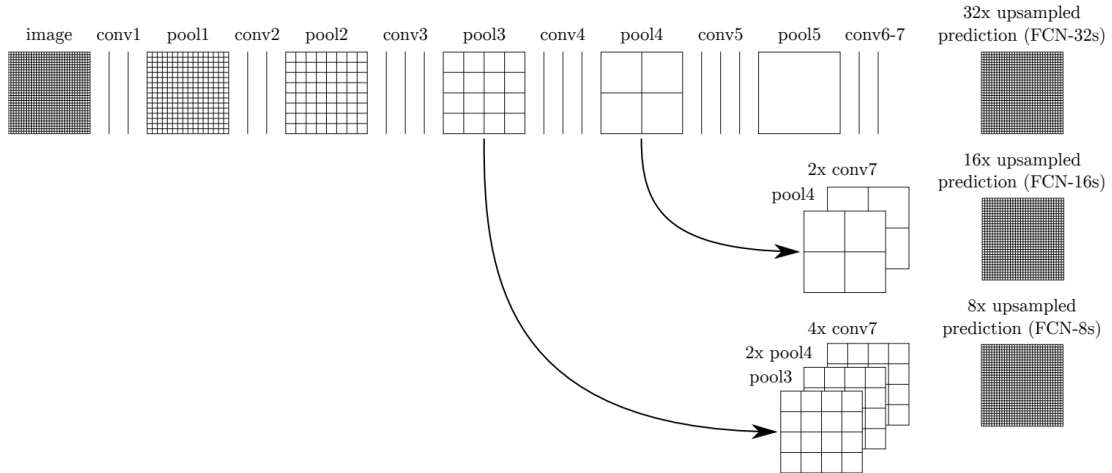 image
conv1
pool1
conv2
pool2
conv3
pool3
conv4
pool4
conv5
pool5
conv6-7
32x upsampled
prediction (FCN-32s)
2x conv7
pool4
16x upsampled
prediction (FCN-16s)
4x conv7
2x pool4
pool3
8x upsampled
prediction (FCN-8s)